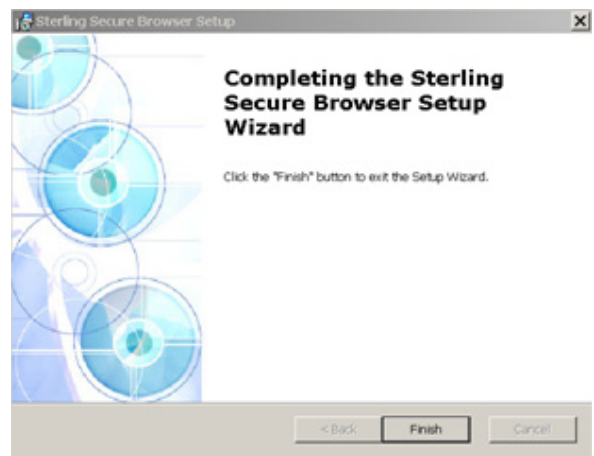 Sterling Secure Browser Setup
Completing the Sterling
Secure Browser Setup
Wizard
Click the "Finish" button to exit the Setup Wizard.
< Back Finish Cancel